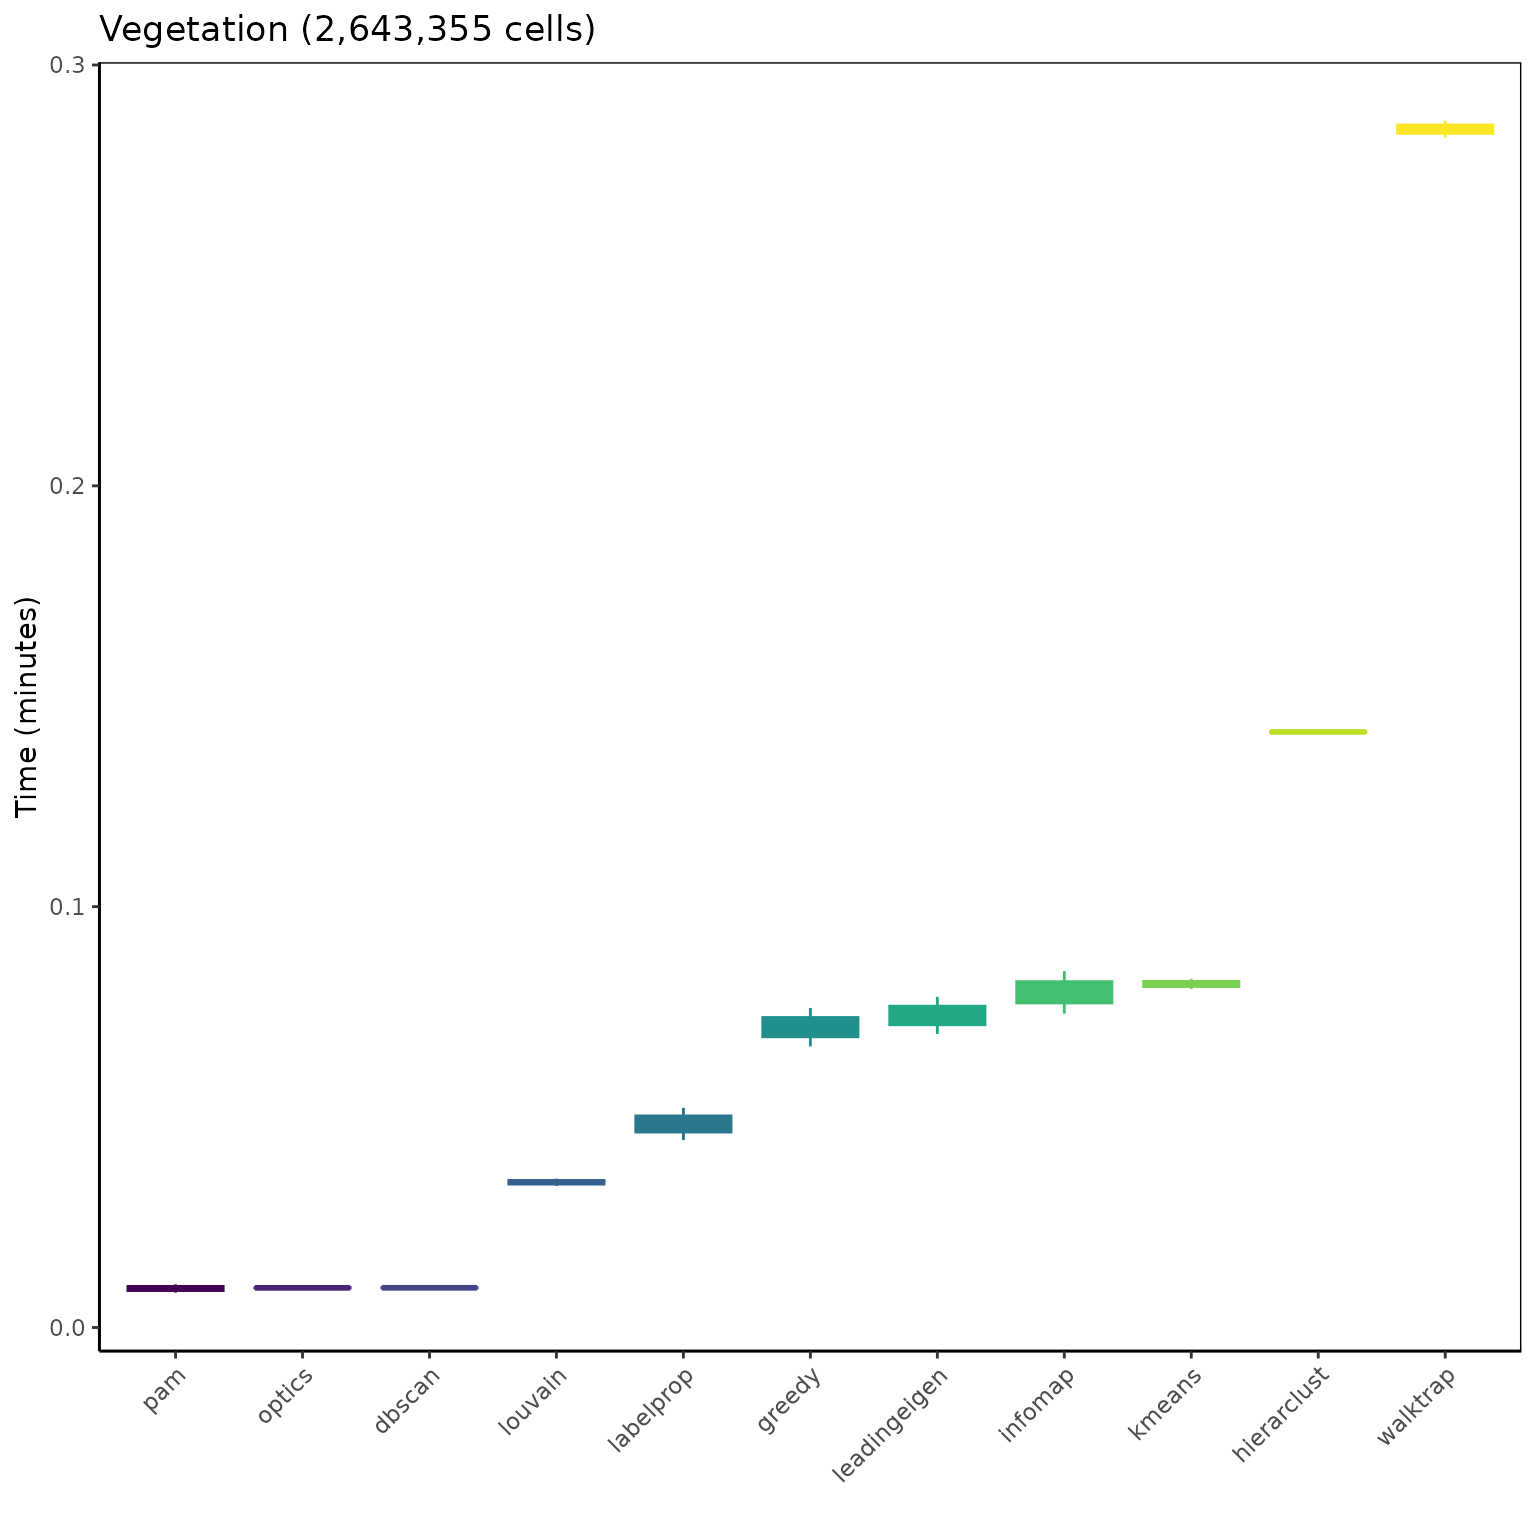 Vegetation (2,643,355 cells)
Time (minutes)
0.3
0.2
0.1
0.0
pam
optics
dbscan
louvain
labelprop
greedy
leadingeigen
infomap
kmeans
hierarclust
walktrap